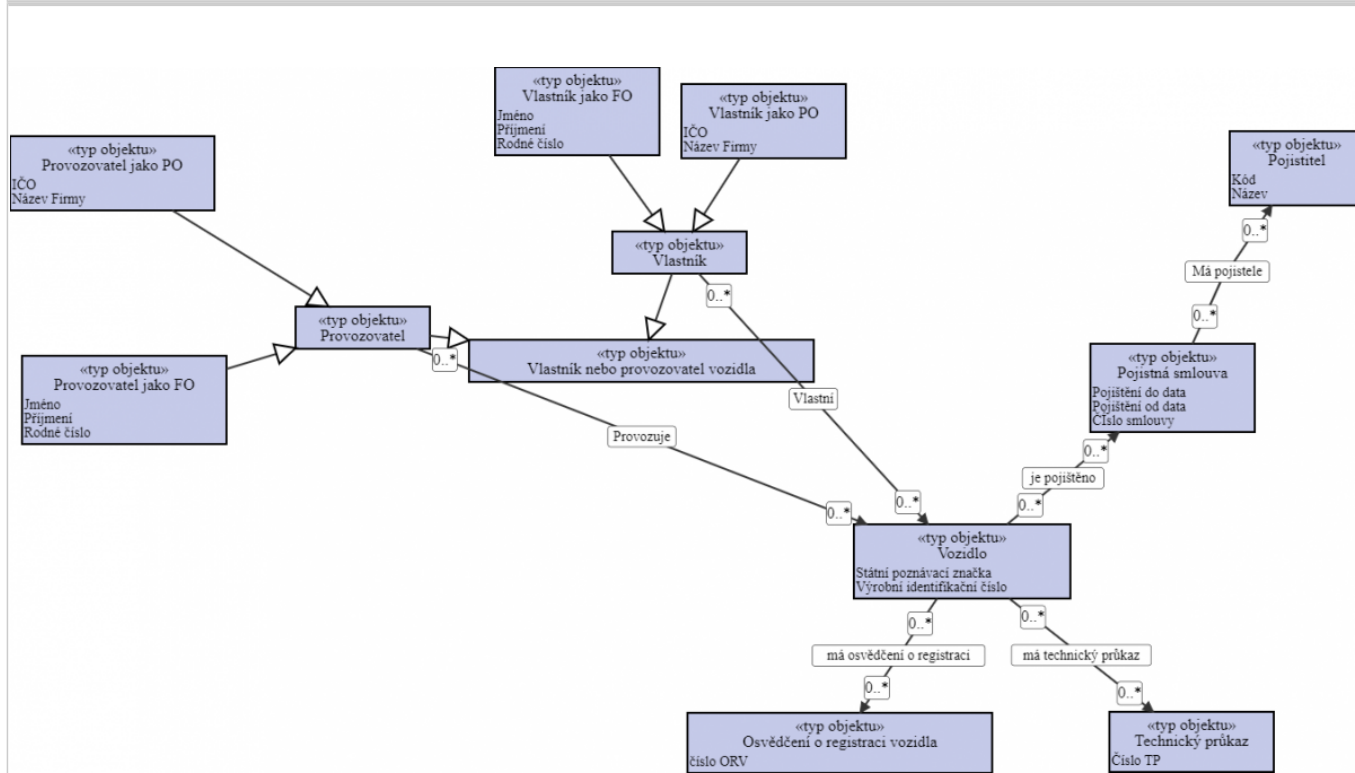 «typ objektu»
Vlastník jako FO
Jméno
Příjmení
Rodné číslo
«typ objektu»
Vlastník jako PO
IČO
Název Firmy
«typ objektu»
Provozovatel jako PO
IČO
Název Firmy
«typ objektu»
Pojistitel
Kód
Název
0..*
Má pojistele
0..*
«typ objektu»
Vlastník
0..*
«typ objektu»
Provozovatel
0..*
«typ objektu»
Vlastník nebo provozovatel vozidla
«typ objektu»
Provozovatel jako FO
Jméno
Příjmení
Rodné číslo
«typ objektu»
Pojistná smlouva
Pojištění do data
Pojištění od data
Číslo smlouvy
Vlastní
Provozuje
0..*
je pojištěno
0..*
0..*
0..*
«typ objektu»
Vozidlo
Státní poznávací značka
Výrobní identifikační číslo
0..*
0..*
má osvědčení o registraci
má technický průkaz
0..*
0..*
«typ objektu»
Osvědčení o registraci vozidla
číslo ORV
«typ objektu»
Technický průkaz
Číslo TP